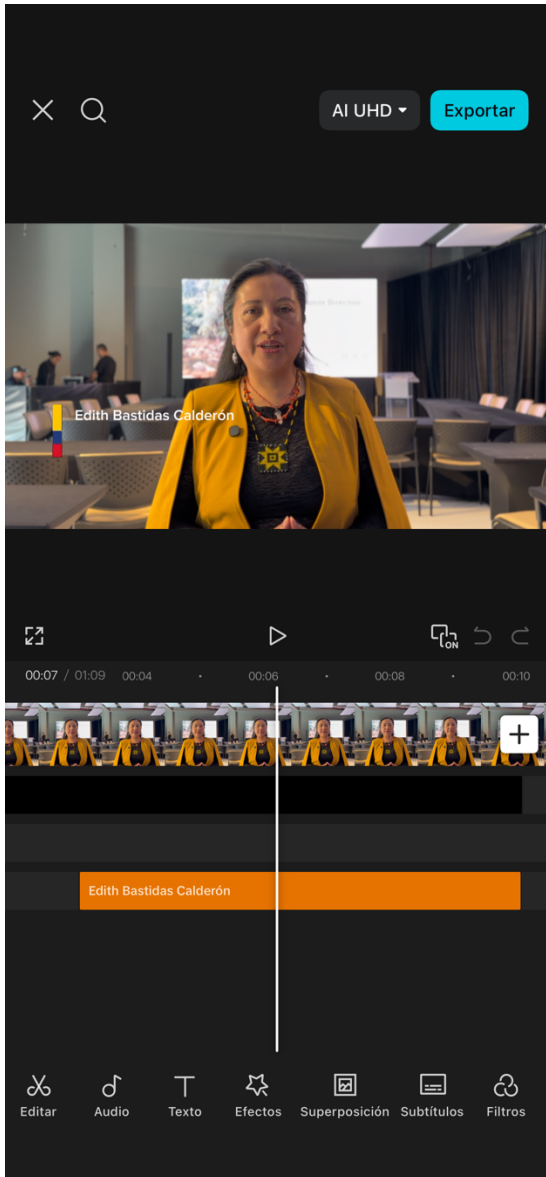 AI UHD
Exportar
Edith Bastidas Calderón
ON
00:07 / 01:09
00:04
00:06
00:08
00:10
Edith Bastidas Calderón
Editar
Audio
Texto
Efectos
Superposición
Subtítulos
Filtros